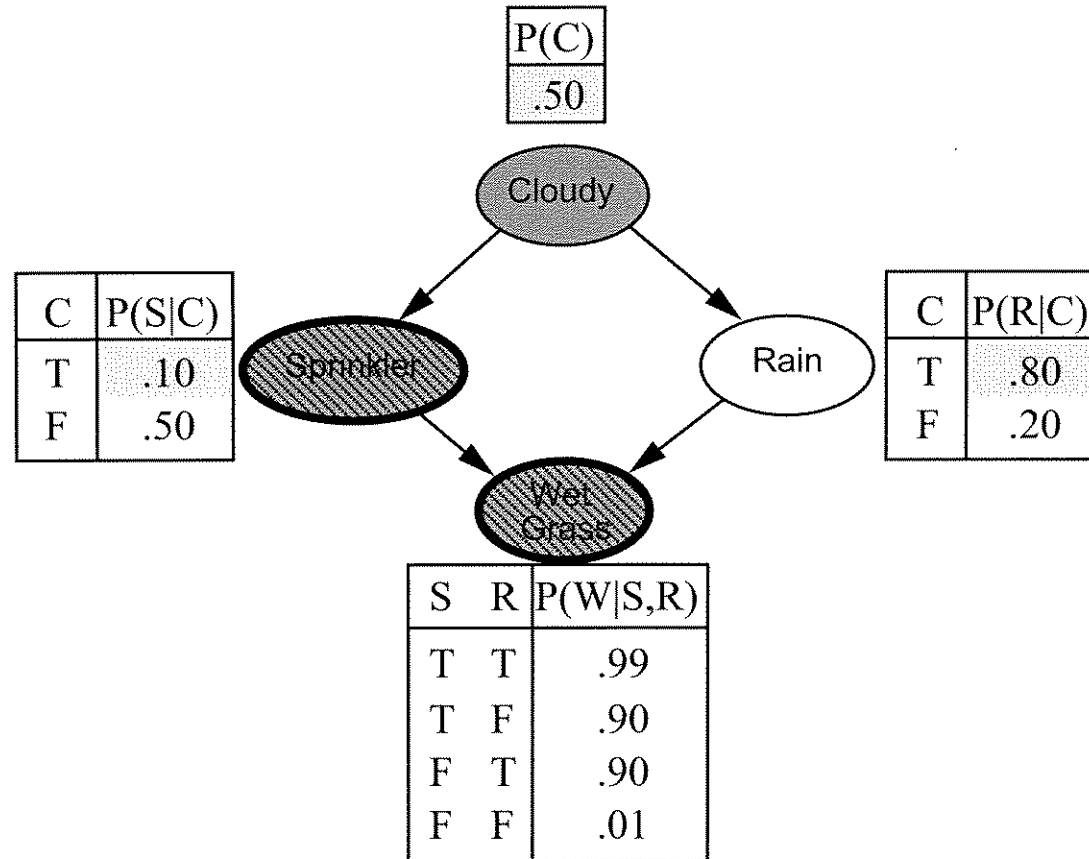 P(C)
.50
Cloudy
C P(S|C)
T .10
F .50
Sprinkler
Rain
C P(R|C)
T .80
F .20
Wet
Grass
S R P(W|S,R)
T T .99
T F .90
F T .90
F F .01